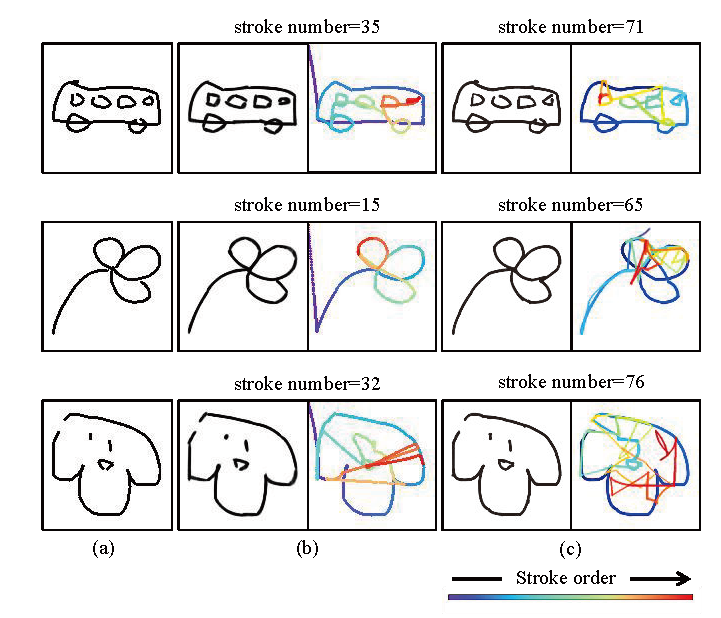 stroke number=35
stroke number=71
stroke number=15
stroke number=65
stroke number=32
stroke number=76
(a)
(b)
(c)
Stroke order